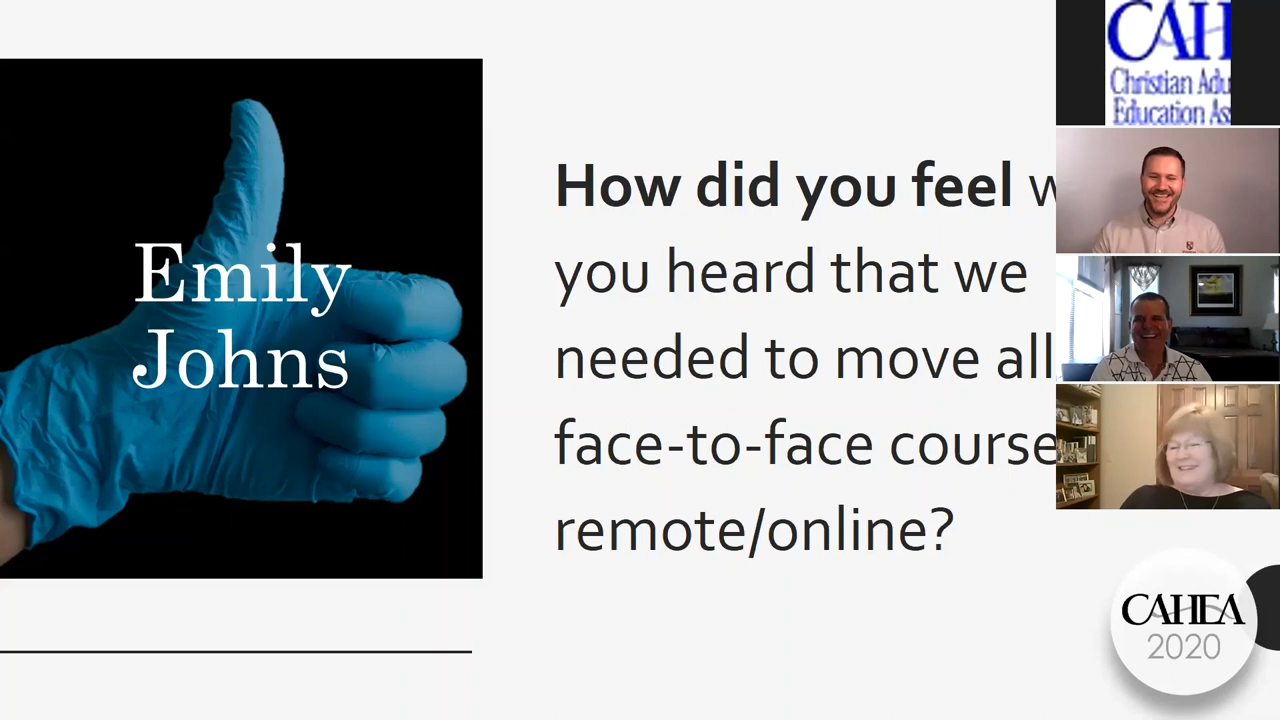 Emily
Johns
How did you feel w
you heard that we
needed to move all
face-to-face course
remote/online?
CAH
Christian Adu
Education As
CAHEA
2020